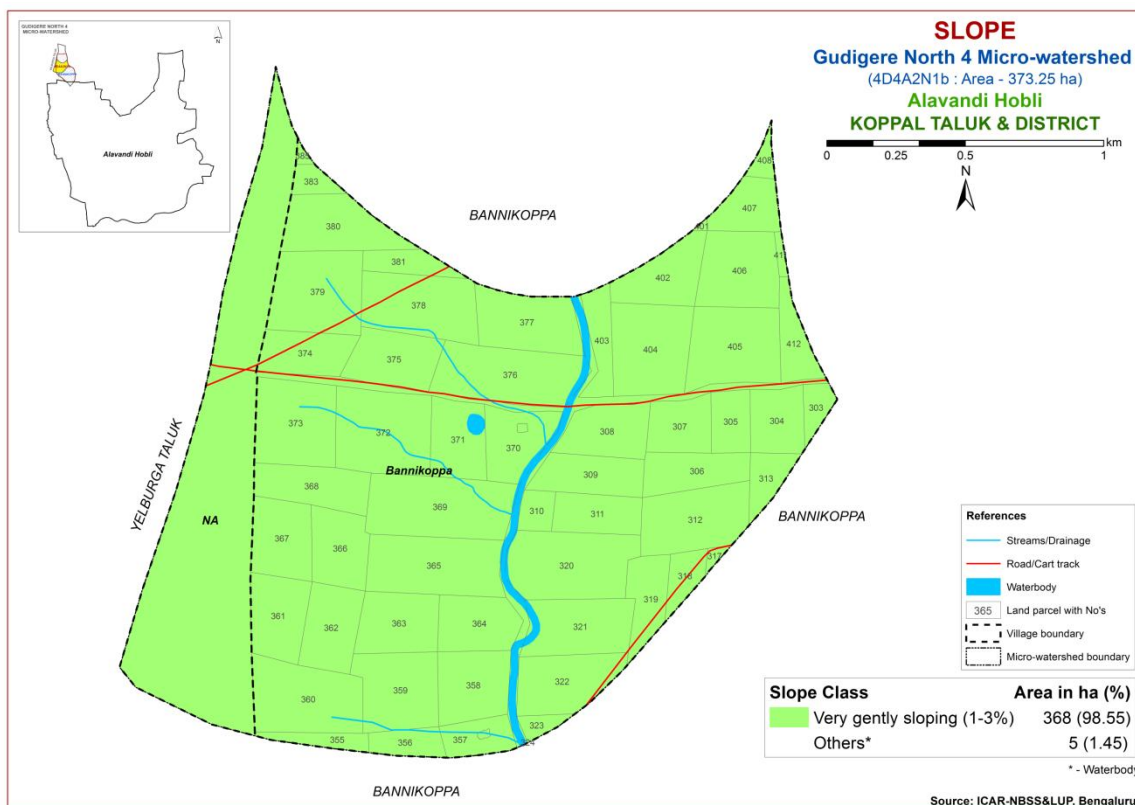 GUDIGERE NORTH 4
MICRO-WATERSHED
N
Alavandi Hobli
SLOPE
Gudigere North 4 Micro-watershed
(4D4A2N1b : Area - 373.25 ha)
Alavandi Hobli
KOPPAL TALUK & DISTRICT
km
0 0.25 0.5 1
N
BANNIKOPPA
383
380
381
379
378
377
374
375
376
408
407
401
406
402
403
404
405
412
373
372
371
370
308
307
305
304
303
Bannikoppa
309
306
313
368
369
310
311
312
YELBURGA TALUK
NA
BANNIKOPPA
367
366
365
320
317
318
319
361
362
363
364
321
360
359
358
322
323
324
355
356
357
BANNIKOPPA
References
Streams/Drainage
Road/Cart track
Waterbody
365 Land parcel with No's
Village boundary
Micro-watershed boundary
Slope Class Area in ha (%)
Very gently sloping (1-3%) 368 (98.55)
Others* 5 (1.45)
* - Waterbody
Source: ICAR-NBSS&LUP, Bengaluru